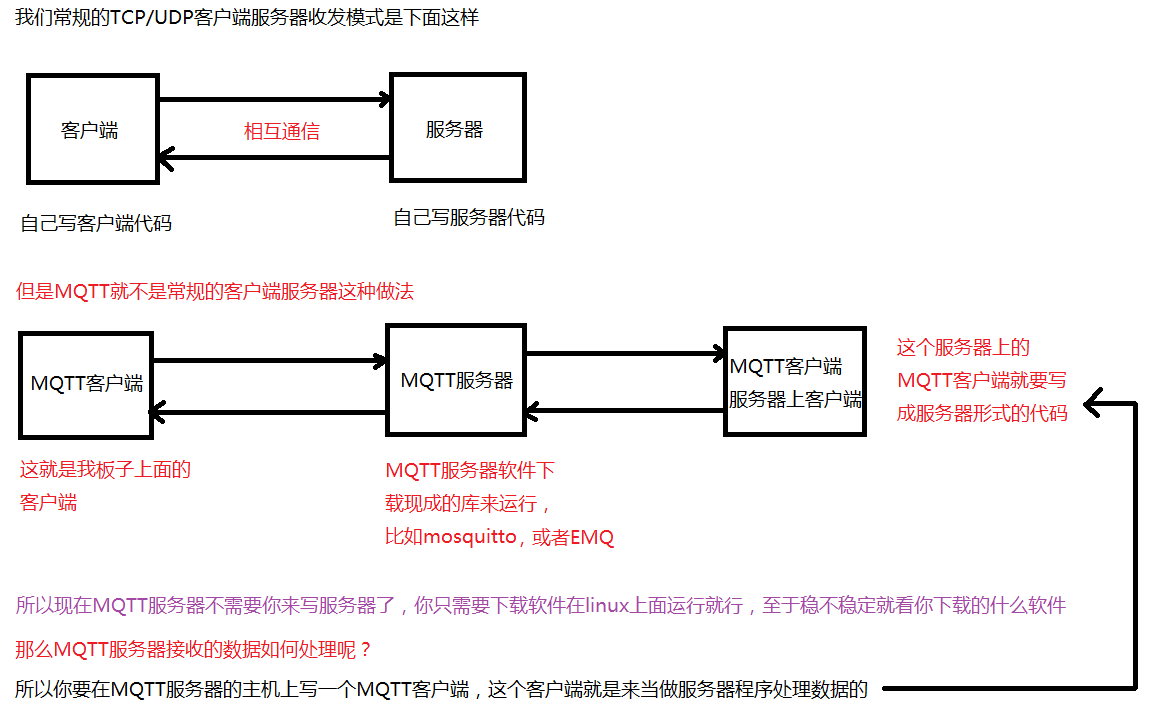 我们常规的TCP/UDP客户端服务器收发模式是下面这样
客户端
相互通信
服务器
自己写客户端代码
自己写服务器代码
但是MQTT就不是常规的客户端服务器这种做法
MQTT客户端
MQTT服务器
MQTT客户端
服务器上客户端
这个服务器上的
MQTT客户端就要写
成服务器形式的代码
这就是我板子上面的
客户端
MQTT服务器软件下
载现成的库来运行，
比如mosquitto, 或者EMQ
所以现在MQTT服务器不需要你来写服务器了，你只需要下载软件在linux上面运行就行，至于稳不稳定就看你下载的什么软件
那么MQTT服务器接收的数据如何处理呢？
所以你要在MQTT服务器的主机上写一个MQTT客户端，这个客户端就是来当做服务器程序处理数据的